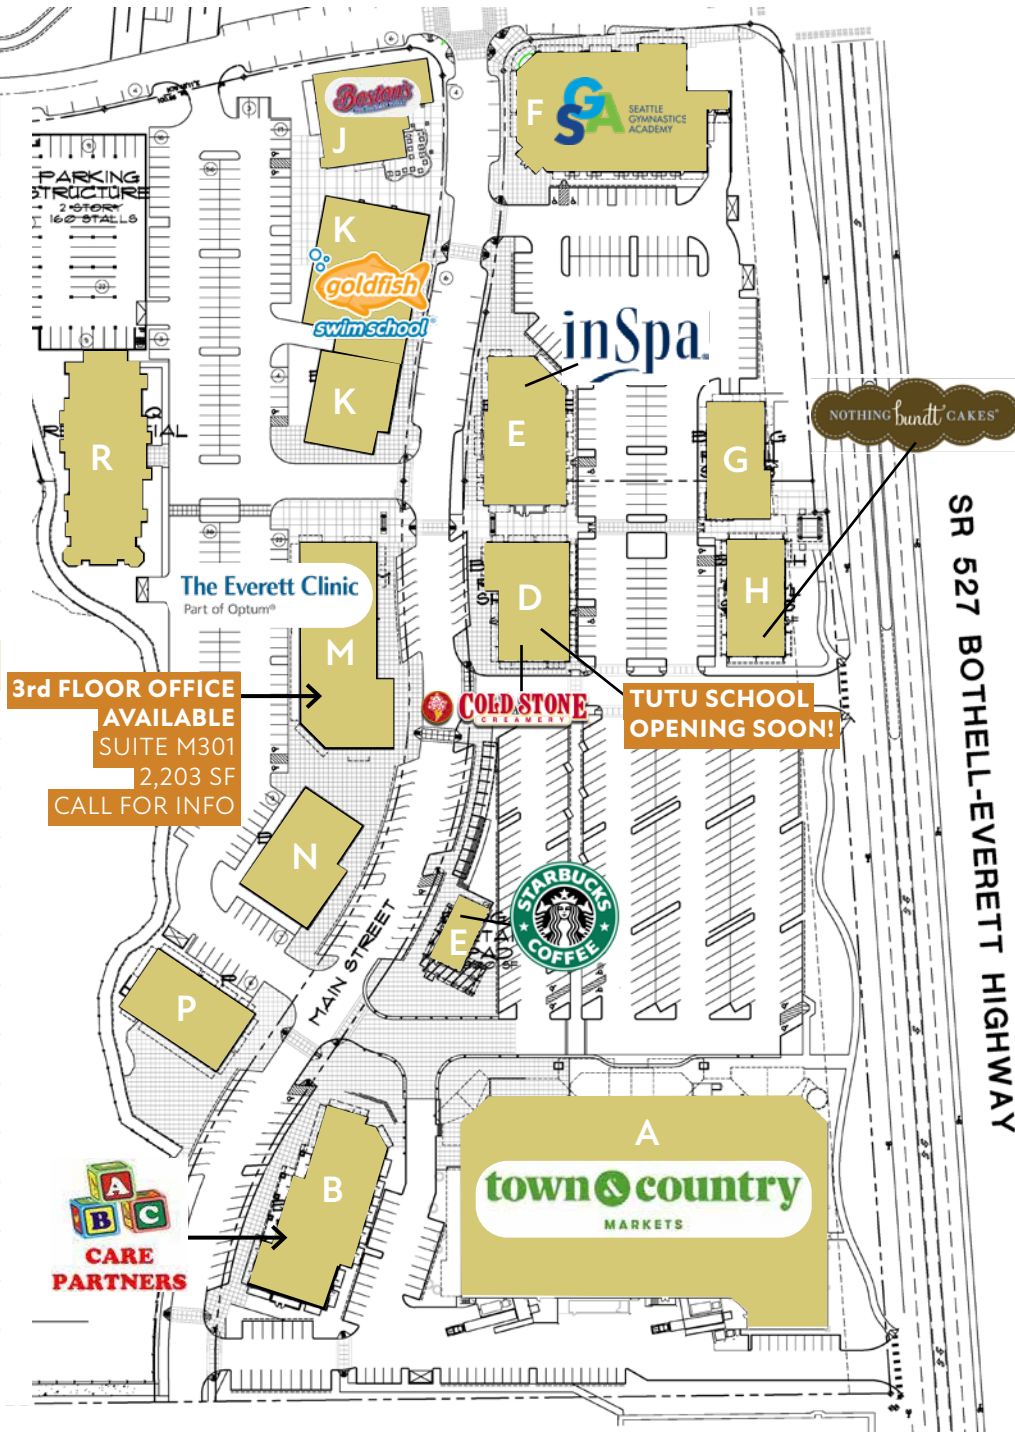 Boston's
J
F
SGA
SEATTLE
GYMNASTICS
ACADEMY
PARKING
STRUCTURE
2 STORY
160 STALLS
K
goldfish
swim school
inSpa
K
E
R
G
NOTHING bundt CAKES
SR 527 BOTHELL-EVERETT HIGHWAY
The Everett Clinic
Part of Optum®
D
H
M
3rd FLOOR OFFICE
AVAILABLE
SUITE M301
2,203 SF
CALL FOR INFO
COLD STONE
CREAMERY
TUTU SCHOOL
OPENING SOON!
N
STARBUCKS
COFFEE
E
MAIN STREET
P
A
town & country
MARKETS
B
A
B
C
CARE
PARTNERS